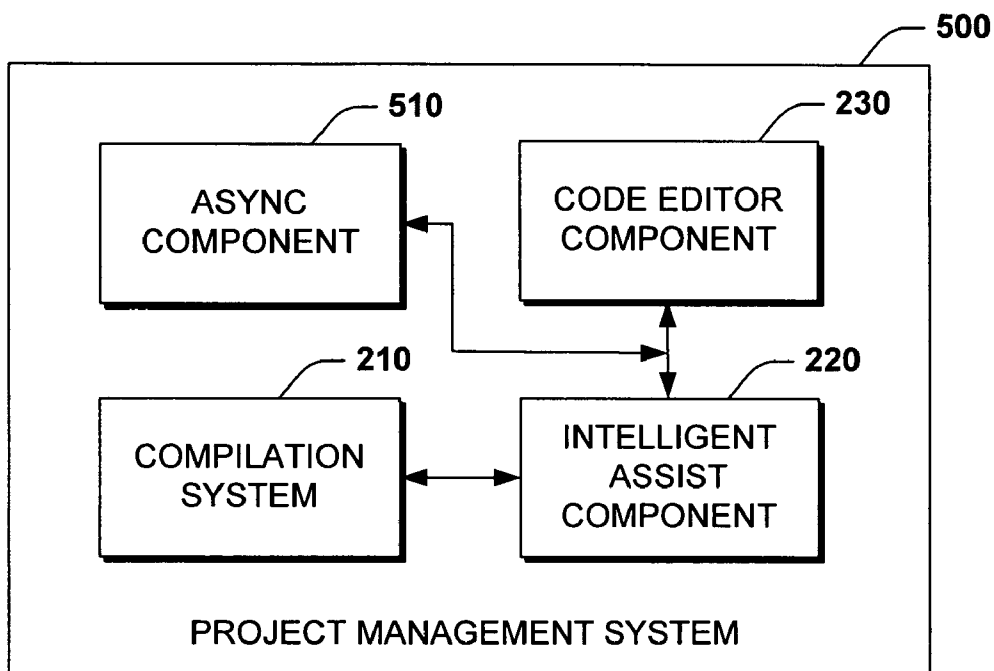 500
510
230
ASYNC
COMPONENT
CODE EDITOR
COMPONENT
210
220
COMPILATION
SYSTEM
INTELLIGENT
ASSIST
COMPONENT
PROJECT MANAGEMENT SYSTEM